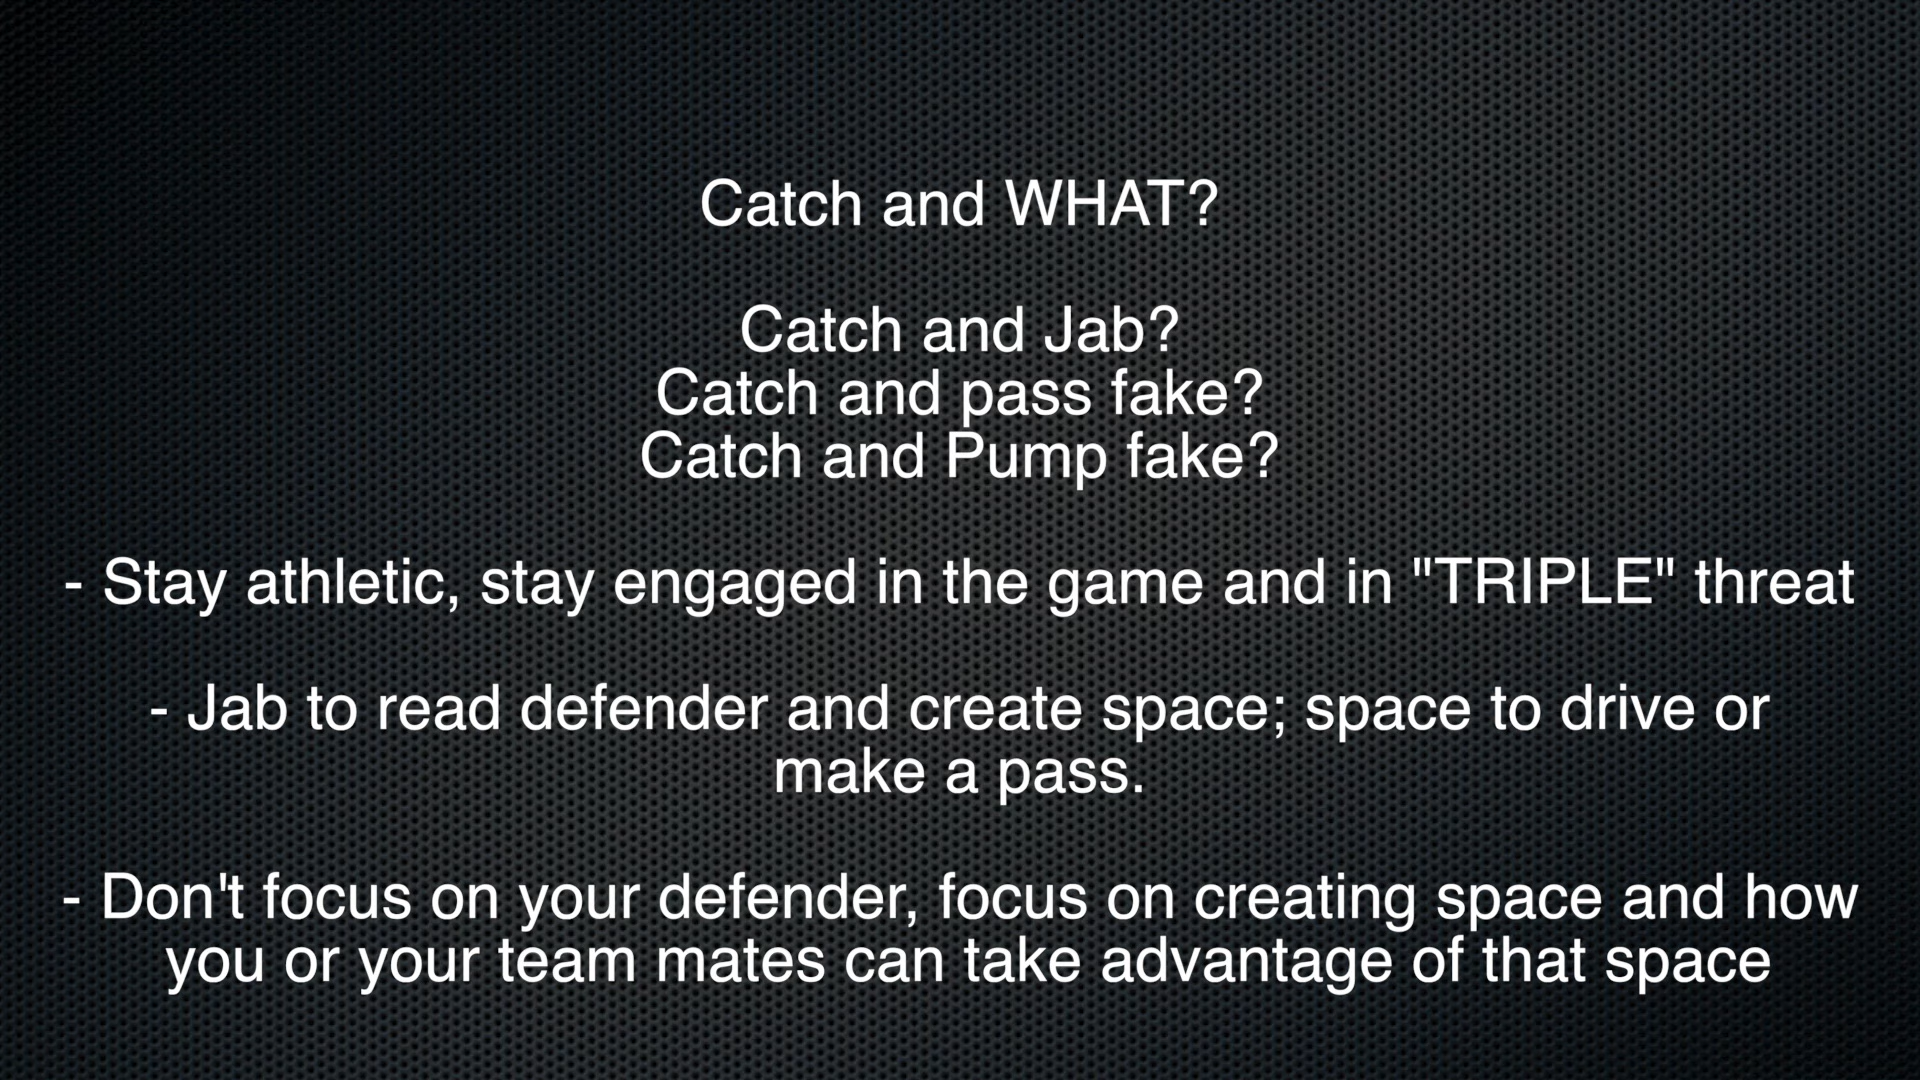 Catch and WHAT?
Catch and Jab?
Catch and pass fake?
Catch and Pump fake?
- Stay athletic, stay engaged in the game and in "TRIPLE" threat
- Jab to read defender and create space; space to drive or
make a pass.
- Don't focus on your defender, focus on creating space and how
you or your team mates can take advantage of that space